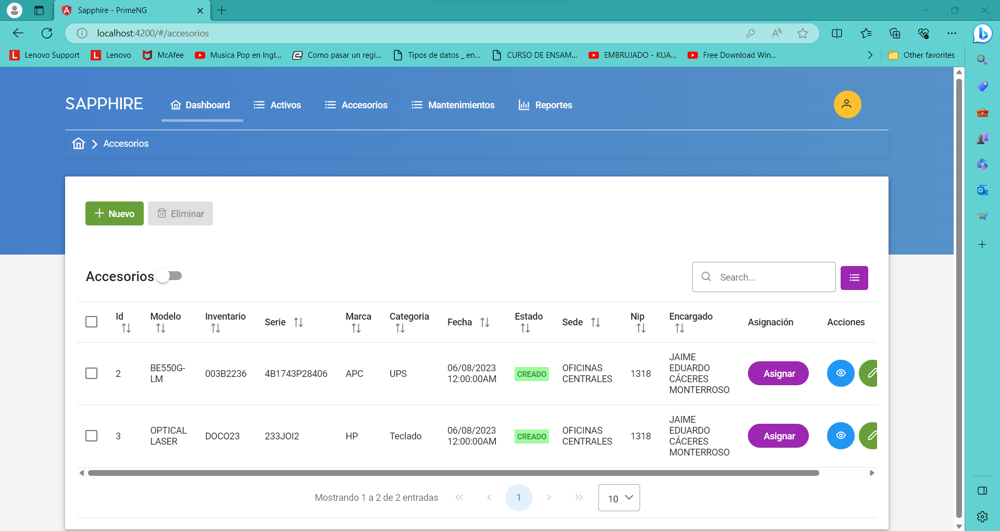 Sapphire - PrimeNG
localhost:4200/#/accesorios
Lenovo Support Lenovo McAfee Musica Pop en Ingl... Como pasar un regi... Tipos de datos _ en... CURSO DE ENSAM... EMBRUJADO - KUA... Free Download Win... Other favorites
SAPPHIRE Dashboard Activos Accesorios Mantenimientos Reportes
Accesorios
Nuevo Eliminar
Accesorios Search...
Id Modelo Inventario Serie Marca Categoria Fecha Estado Sede Nip Encargado Asignación Acciones
2 BE550G-LM 003B2236 4B1743P28406 APC UPS 06/08/2023 12:00:00AM CREADO OFICINAS CENTRALES 1318 JAIME EDUARDO CÁCERES MONTERROSO Asignar
3 OPTICAL LASER DOCO23 233JOI2 HP Teclado 06/08/2023 12:00:00AM CREADO OFICINAS CENTRALES 1318 JAIME EDUARDO CÁCERES MONTERROSO Asignar
Mostrando 1 a 2 de 2 entradas 1 10